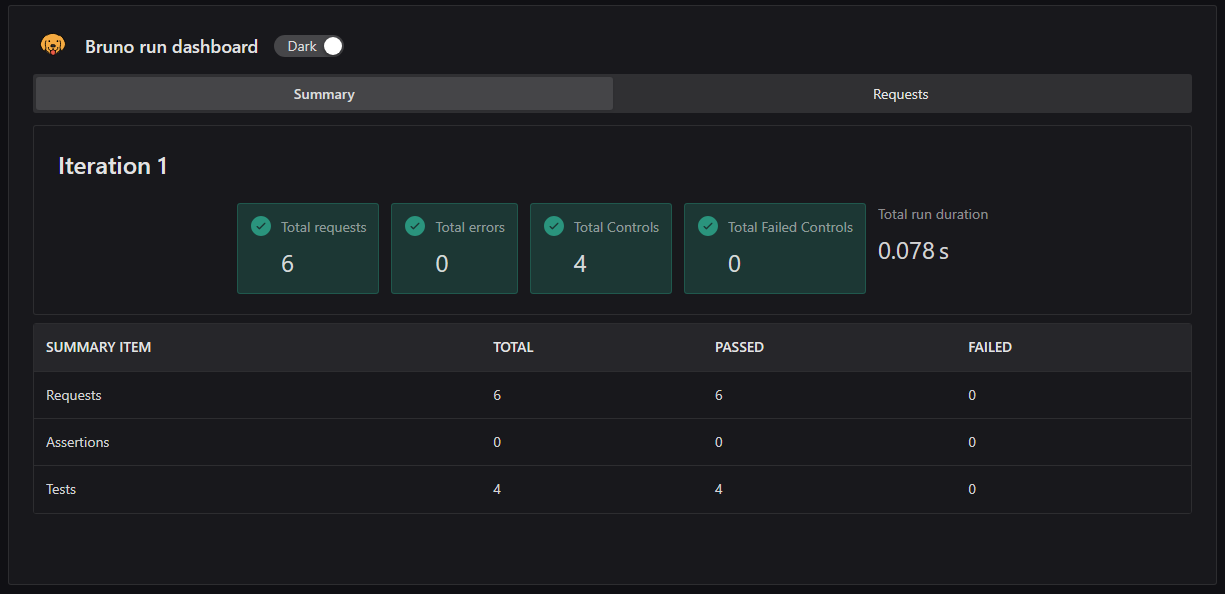 Bruno run dashboard Dark
Summary Requests
Iteration 1
Total requests Total errors Total Controls Total Failed Controls Total run duration
6 0 4 0 0.078 s
SUMMARY ITEM TOTAL PASSED FAILED
Requests 6 6 0
Assertions 0 0 0
Tests 4 4 0